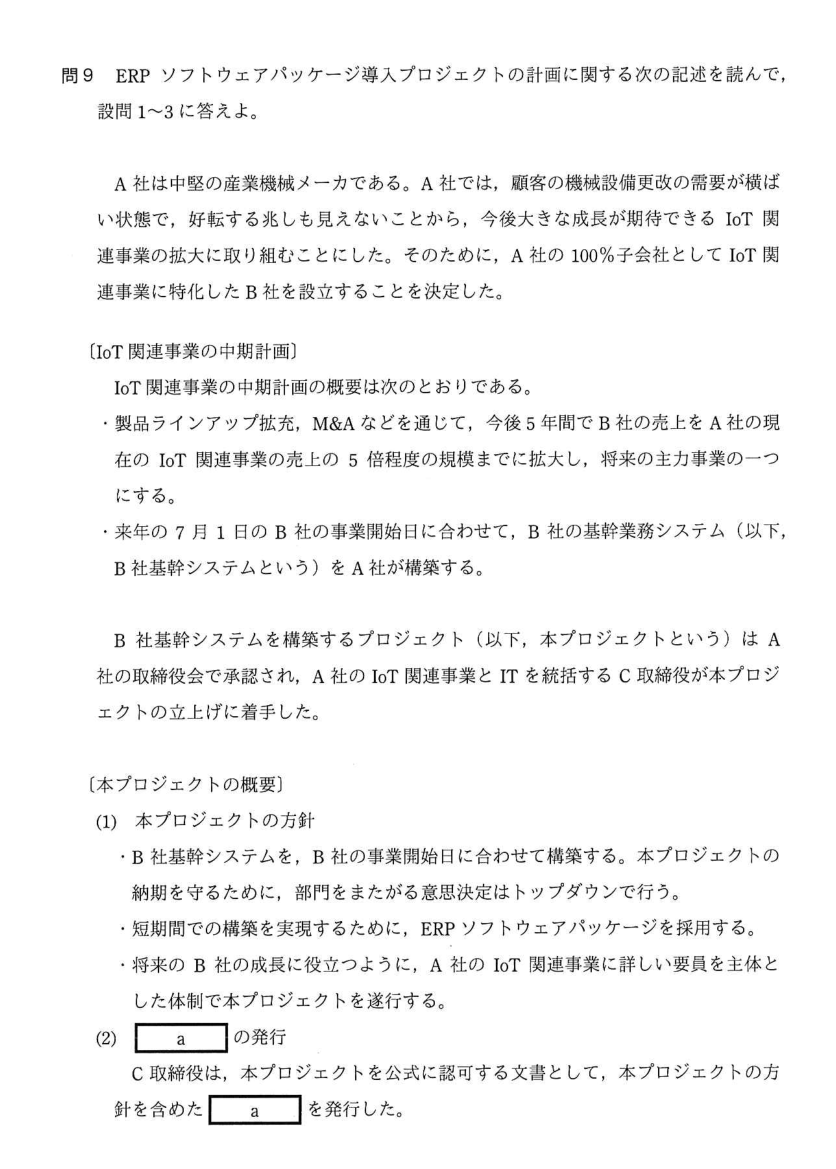 問9 ERP ソフトウェアパッケージ導入プロジェクトの計画に関する次の記述を読んで，
設問1～3に答えよ。
A 社は中堅の産業機械メーカである。A 社では，顧客の機械設備更改の需要が横ば
い状態で，好転する兆しも見えないことから，今後大きな成長が期待できる IoT 関
連事業の拡大に取り組むことにした。そのために，A 社の 100%子会社として IoT 関
連事業に特化した B 社を設立することを決定した。
〔IoT 関連事業の中期計画〕
IoT 関連事業の中期計画の概要は次のとおりである。
・製品ラインアップ拡充，M&A などを通じて，今後 5 年間で B 社の売上を A 社の現
在の IoT 関連事業の売上の 5 倍程度の規模までに拡大し，将来の主力事業の一つ
にする。
・来年の 7 月 1 日の B 社の事業開始日に合わせて，B 社の基幹業務システム（以下，
B 社基幹システムという）を A 社が構築する。
B 社基幹システムを構築するプロジェクト（以下，本プロジェクトという）は A
社の取締役会で承認され，A 社の IoT 関連事業と IT を統括する C 取締役が本プロジ
ェクトの立上げに着手した。
〔本プロジェクトの概要〕
(1) 本プロジェクトの方針
・B 社基幹システムを，B 社の事業開始日に合わせて構築する。本プロジェクトの
納期を守るために，部門をまたがる意思決定はトップダウンで行う。
・短期間での構築を実現するために，ERP ソフトウェアパッケージを採用する。
・将来の B 社の成長に役立つように，A 社の IoT 関連事業に詳しい要員を主体と
した体制で本プロジェクトを遂行する。
(2) a の発行
C 取締役は，本プロジェクトを公式に認可する文書として，本プロジェクトの方
針を含めた a を発行した。